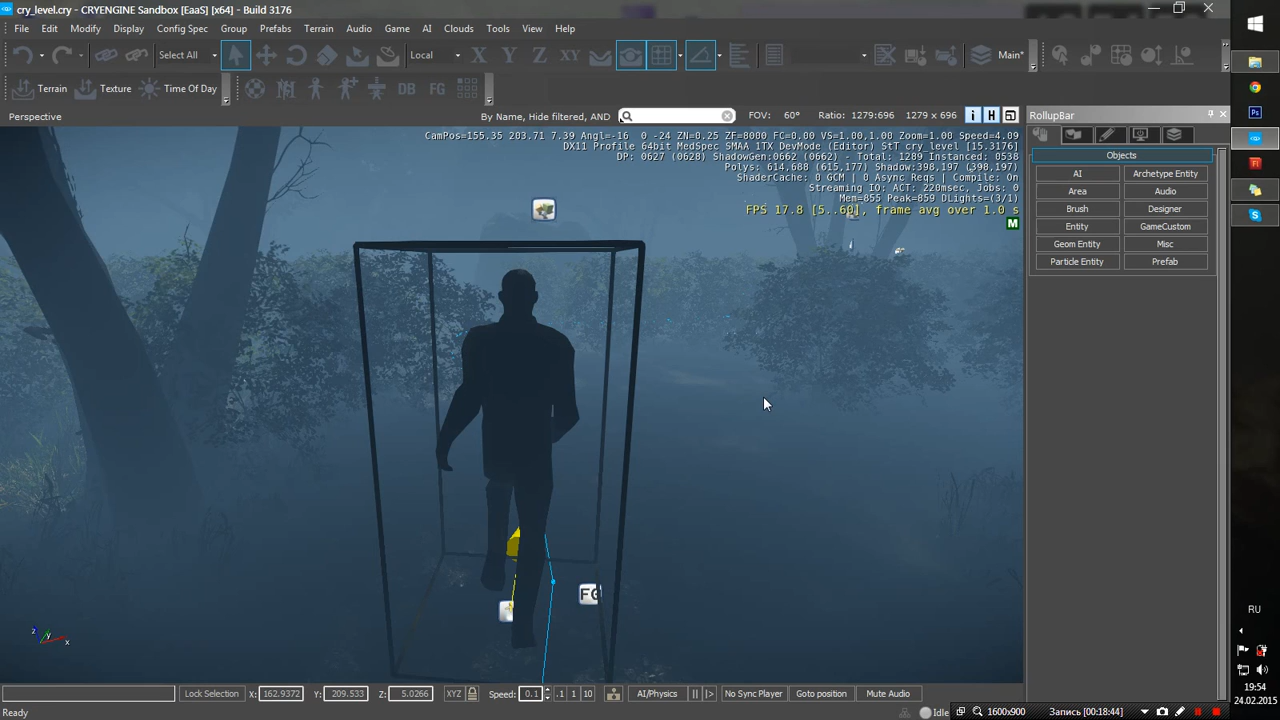 cry_level.cry - CRYENGINE Sandbox [EaaS] [x64] - Build 3176
File Edit Modify Display Config Spec Group Prefabs Terrain Audio Game AI Clouds Tools View Help
Select All Local X Y Z XY Main*
Terrain Texture Time Of Day DB FG
Perspective By Name, Hide filtered, AND FOV: 60° Ratio: 1279:696 1279 x 696 i H
RollupBar
CamPos=155.35 203.71 7.39 Angl=-16 0 -24 ZN=0.25 ZF=8000 FC=0.00 VS=1.00,1.00 Zoom=1.00 Speed=4.09
DX11 Profile 64bit MedSpec SMAA 1TX DevMode (Editor) StT cry_level [15.3176]
DP: 0627 (0628) ShadowGen:0662 (0662) - Total: 1289 Instanced: 0538
Polys: 614,688 (615,177) Shadow:398,197 (398,197)
ShaderCache: 0 GCM | 0 Async Reqs | Compile: On
Streaming IO: ACT: 220msec, Jobs: 0
Mem=855 Peak=859 DLights=(3/1)
FPS 17.8 [5..60], frame avg over 1.0 s
M
Objects
AI Archetype Entity
Area Audio
Brush Designer
Entity GameCustom
Geom Entity Misc
Particle Entity Prefab
FG
z y x
Lock Selection X: 162.9372 Y: 209.533 Z: 5.0266 XYZ Speed: 0.1 .1 1 10 AI/Physics No Sync Player Goto position Mute Audio
Ready Idle
1600x900 Запись [00:18:44]
Ps
Fl
RU
19:54
24.02.2015